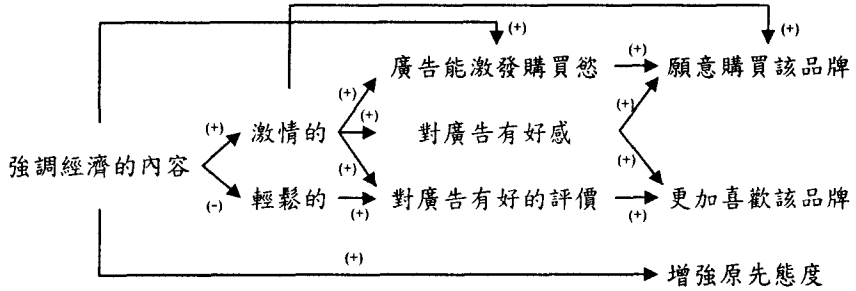 (+) (+)
廣告能激發購買慾 (+) 願意購買該品牌
(+) (+)
(+) 激情的 (+) 對廣告有好感
強調經濟的內容 (+) (+)
(-) 輕鬆的 (+) 對廣告有好的評價 (+) 更加喜歡該品牌
(+) 增強原先態度